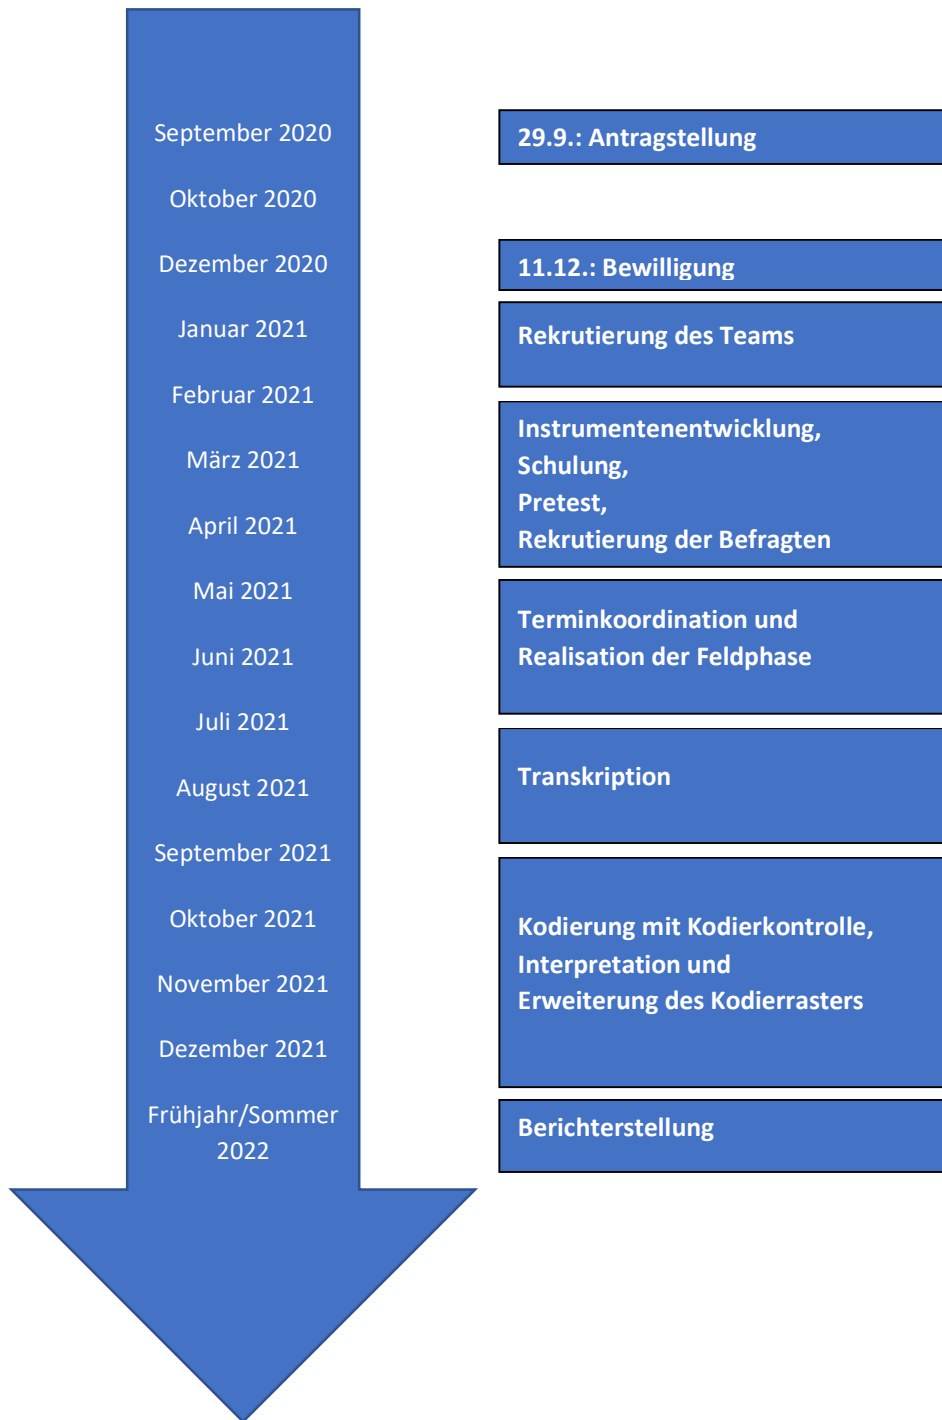 September 2020
29.9.: Antragstellung
Oktober 2020
Dezember 2020
11.12.: Bewilligung
Januar 2021
Rekrutierung des Teams
Februar 2021
März 2021
April 2021
Instrumentenentwicklung,
Schulung,
Pretest,
Rekrutierung der Befragten
Mai 2021
Juni 2021
Terminkoordination und
Realisation der Feldphase
Juli 2021
August 2021
Transkription
September 2021
Oktober 2021
November 2021
Dezember 2021
Kodierung mit Kodierkontrolle,
Interpretation und
Erweiterung des Kodierrasters
Frühjahr/Sommer
2022
Berichterstellung